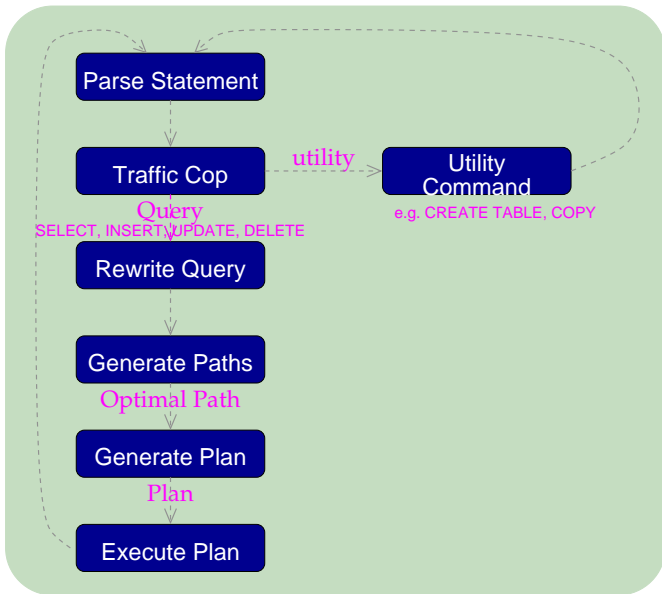 Parse Statement
Traffic Cop
utility
Utility
Command
Query
SELECT, INSERT, UPDATE, DELETE
e.g. CREATE TABLE, COPY
Rewrite Query
Generate Paths
Optimal Path
Generate Plan
Plan
Execute Plan